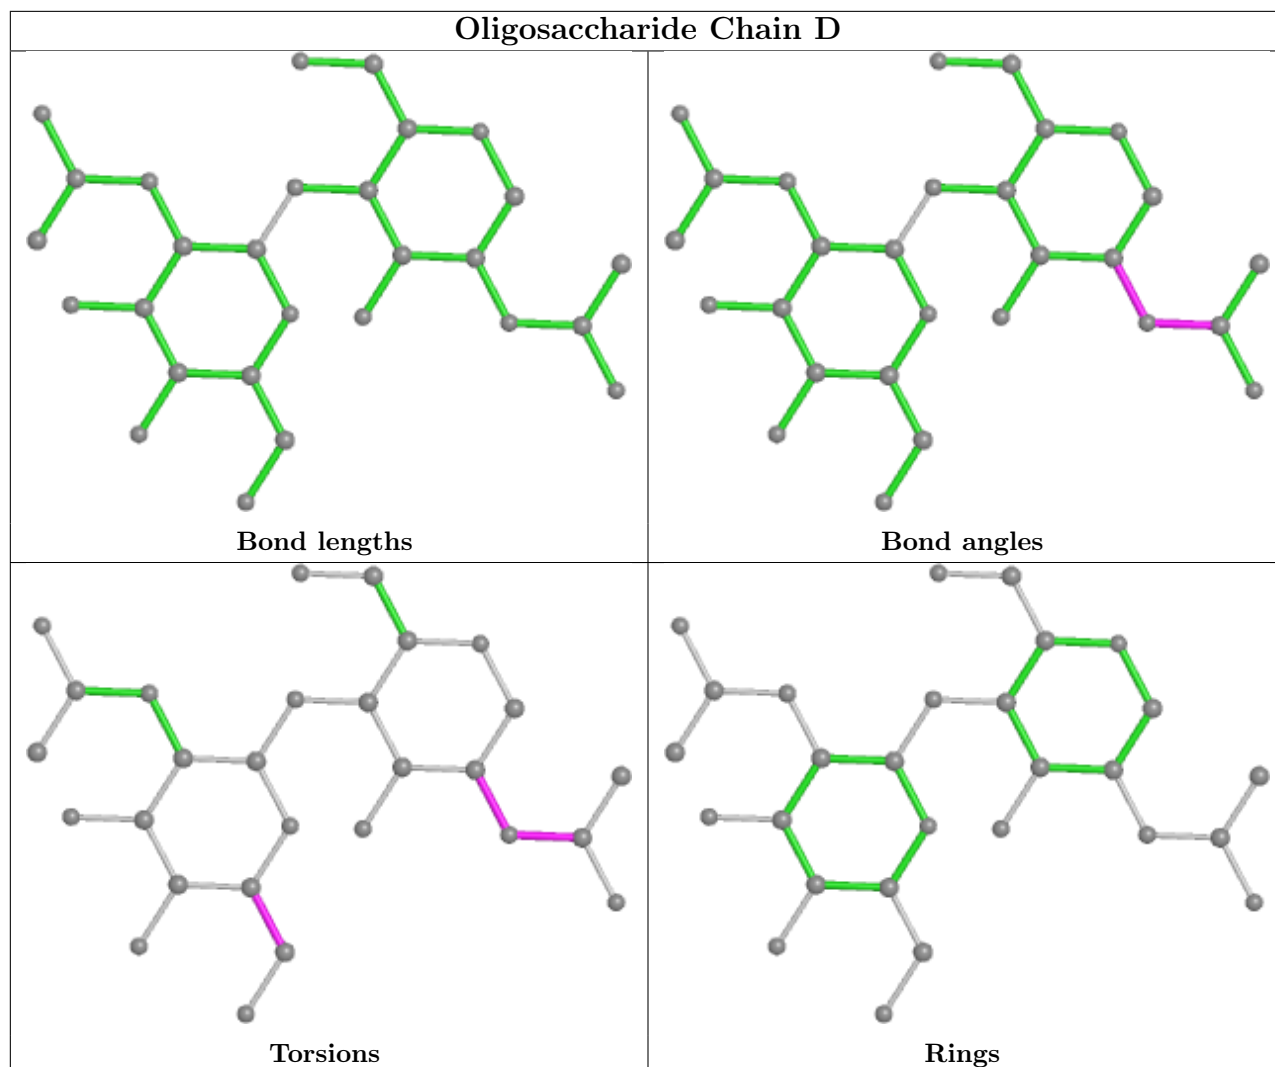 Oligosaccharide Chain D
Bond lengths
Bond angles
Torsions
Rings